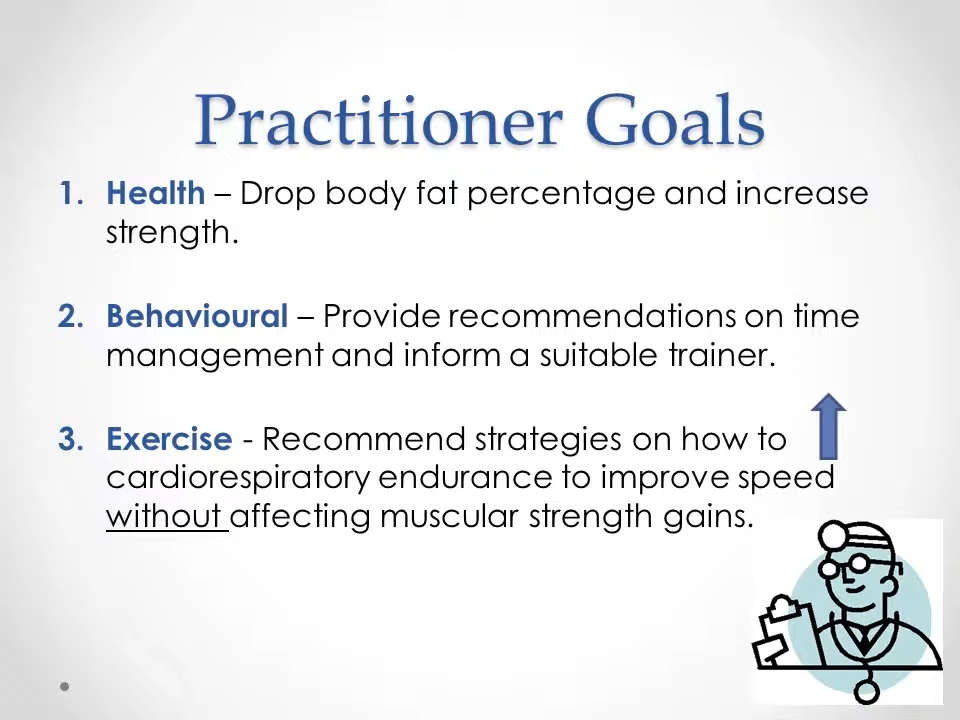 Practitioner Goals
1. Health – Drop body fat percentage and increase
strength.
2. Behavioural – Provide recommendations on time
management and inform a suitable trainer.
3. Exercise - Recommend strategies on how to
cardiorespiratory endurance to improve speed
without affecting muscular strength gains.